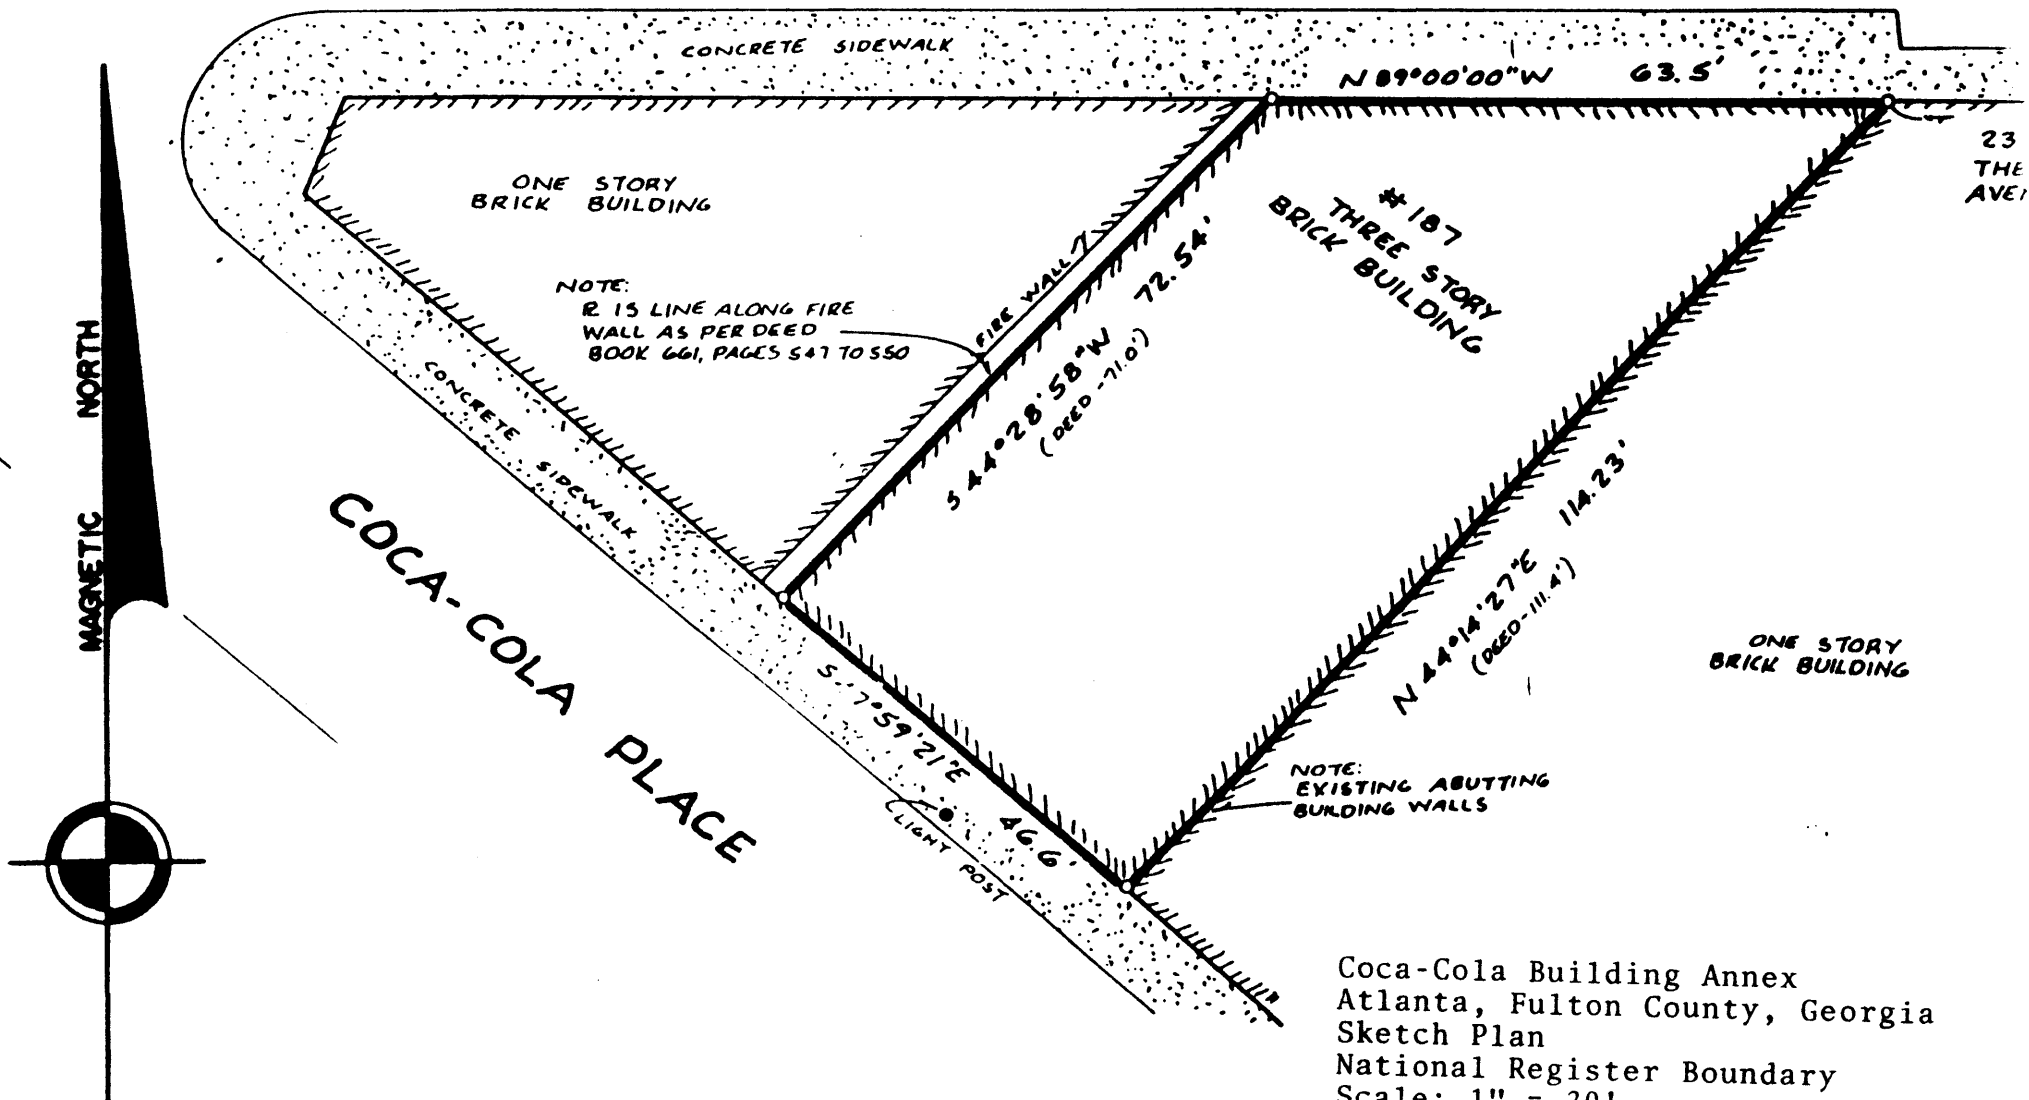 CONCRETE SIDEWALK
N 89°00'00"W 63.5'
23
THE
ONE STORY
BRICK BUILDING
# 187
THREE STORY
BRICK BUILDING
NOTE:
IS LINE ALONG FIRE
WALL AS PER DEED
BOOK 661, PAGES 547 TO 550
FIRE WALL
S 44°28'58"W 72.54'
(DEED-71.0')
MAGNETIC NORTH
CONCRETE SIDEWALK
COCA-COLA PLACE
N 44°14'27"E 114.23'
(DEED-111.4')
ONE STORY
BRICK BUILDING
46.6'
LIGHT POST
NOTE:
EXISTING ABUTTING
BUILDING WALLS
Coca-Cola Building Annex
Atlanta, Fulton County, Georgia
Sketch Plan
National Register Boundary
Scale: 1" = 20'